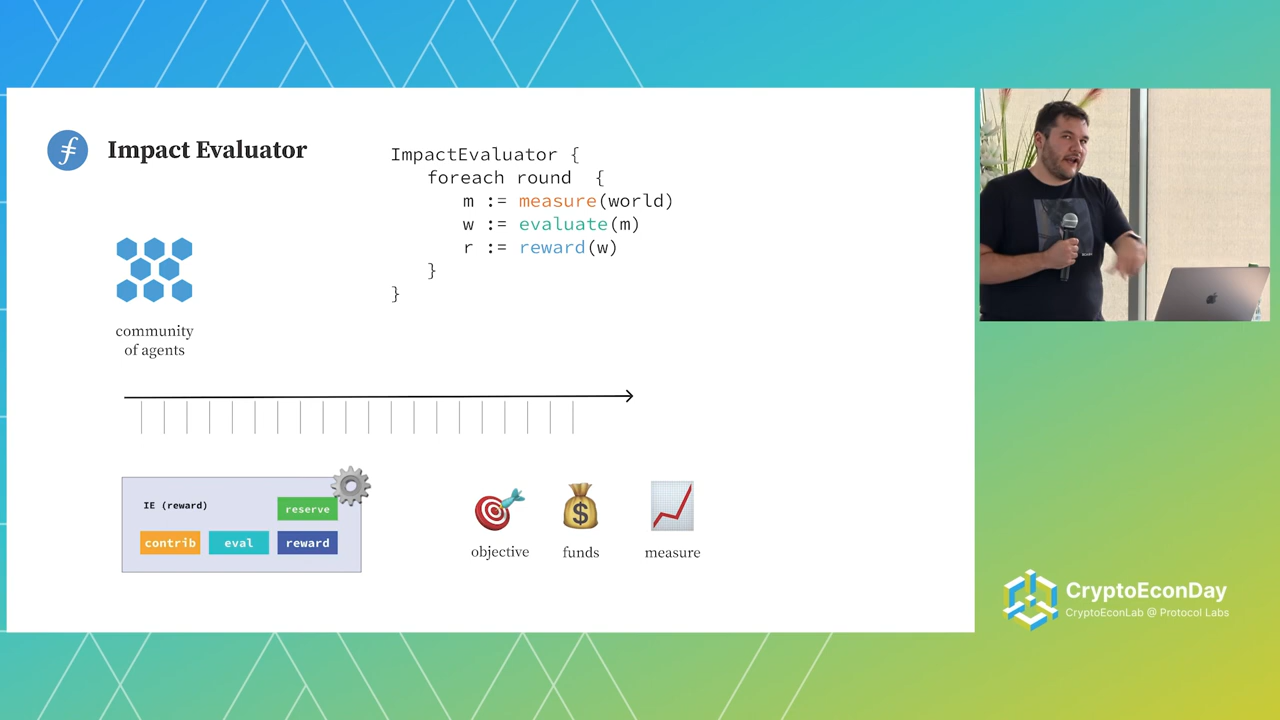 Impact Evaluator
ImpactEvaluator {
foreach round {
m := measure(world)
w := evaluate(m)
r := reward(w)
}
}
community
of agents
IE (reward)
reserve
contrib
eval
reward
objective
funds
measure
CryptoEconDay
CryptoEconLab @ Protocol Labs